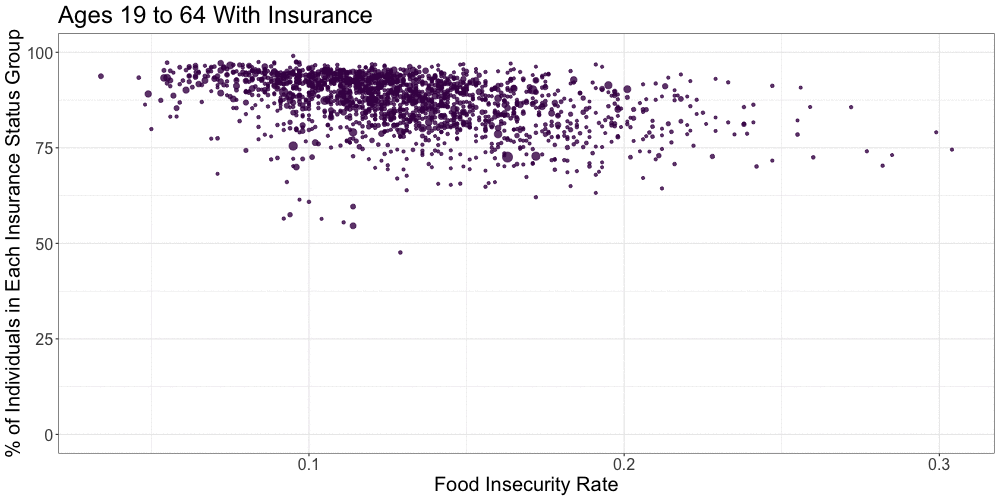 Ages 19 to 64 With Insurance
% of Individuals in Each Insurance Status Group
100
75
50
25
0
0.1
0.2
0.3
Food Insecurity Rate